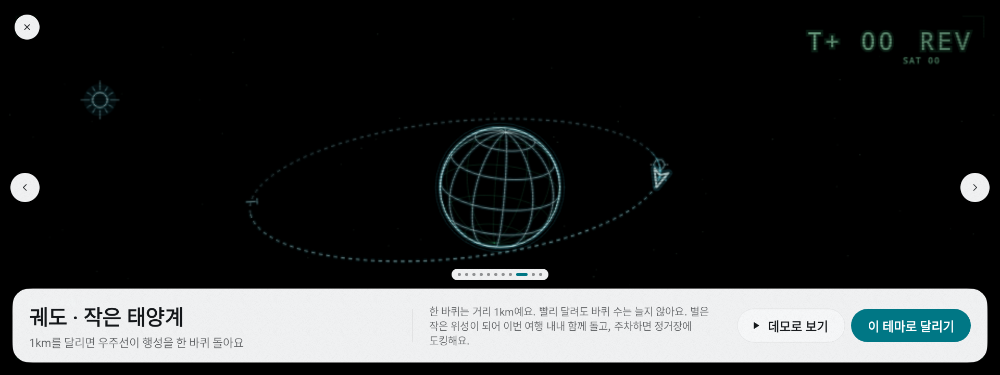 T+ 00 REV
SAT 00
궤도 · 작은 태양계
1km를 달리면 우주선이 행성을 한 바퀴 돌아요
한 바퀴는 거리 1km예요. 빨리 달려도 바퀴 수는 늘지 않아요. 벌은
작은 위성이 되어 이번 여행 내내 함께 돌고, 주차하면 정거장에
도킹해요.
데모로 보기
이 테마로 달리기